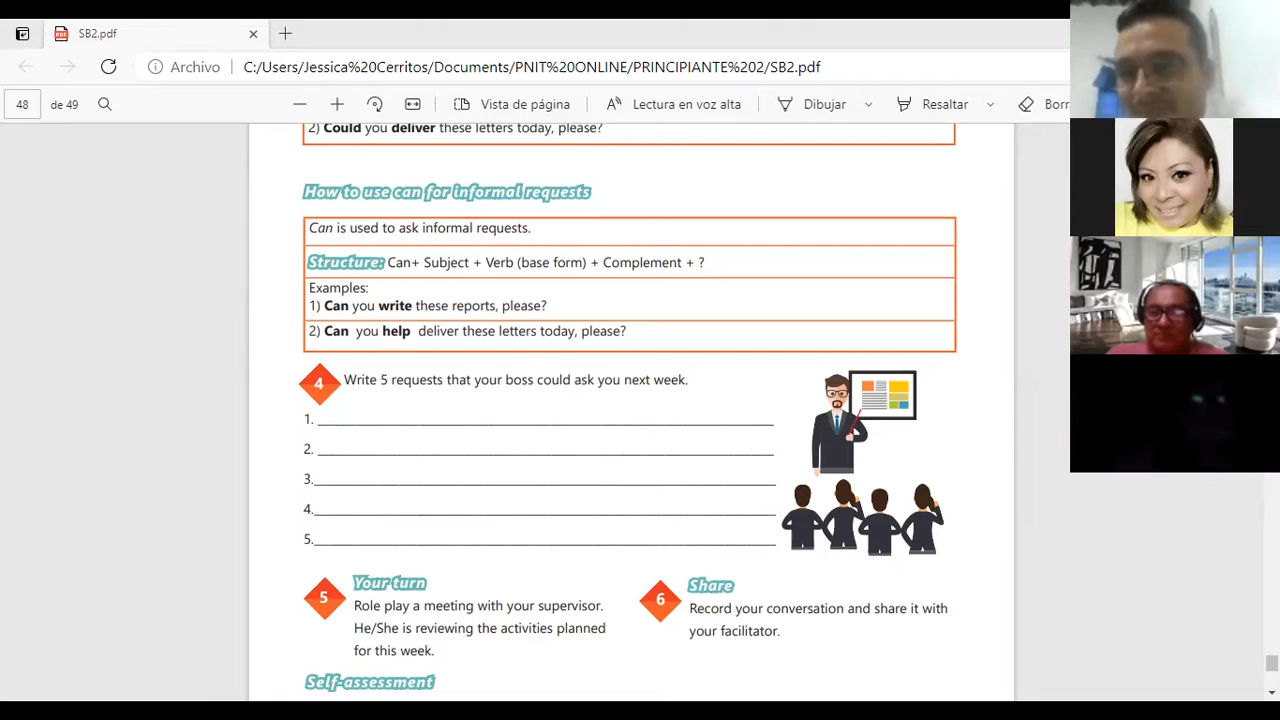 SB2.pdf
Archivo C:/Users/Jessica%20Cerritos/Documents/PNIT%20ONLINE/PRINCIPIANTE%202/SB2.pdf
48 de 49 Vista de página Lectura en voz alta Dibujar Resaltar Borr
2) Could you deliver these letters today, please?
How to use can for informal requests
Can is used to ask informal requests.
Structure: Can+ Subject + Verb (base form) + Complement + ?
Examples:
1) Can you write these reports, please?
2) Can you help deliver these letters today, please?
4 Write 5 requests that your boss could ask you next week.
1.
2.
3.
4.
5.
5 Your turn
Role play a meeting with your supervisor.
He/She is reviewing the activities planned
for this week.
6 Share
Record your conversation and share it with
your facilitator.
Self-assessment